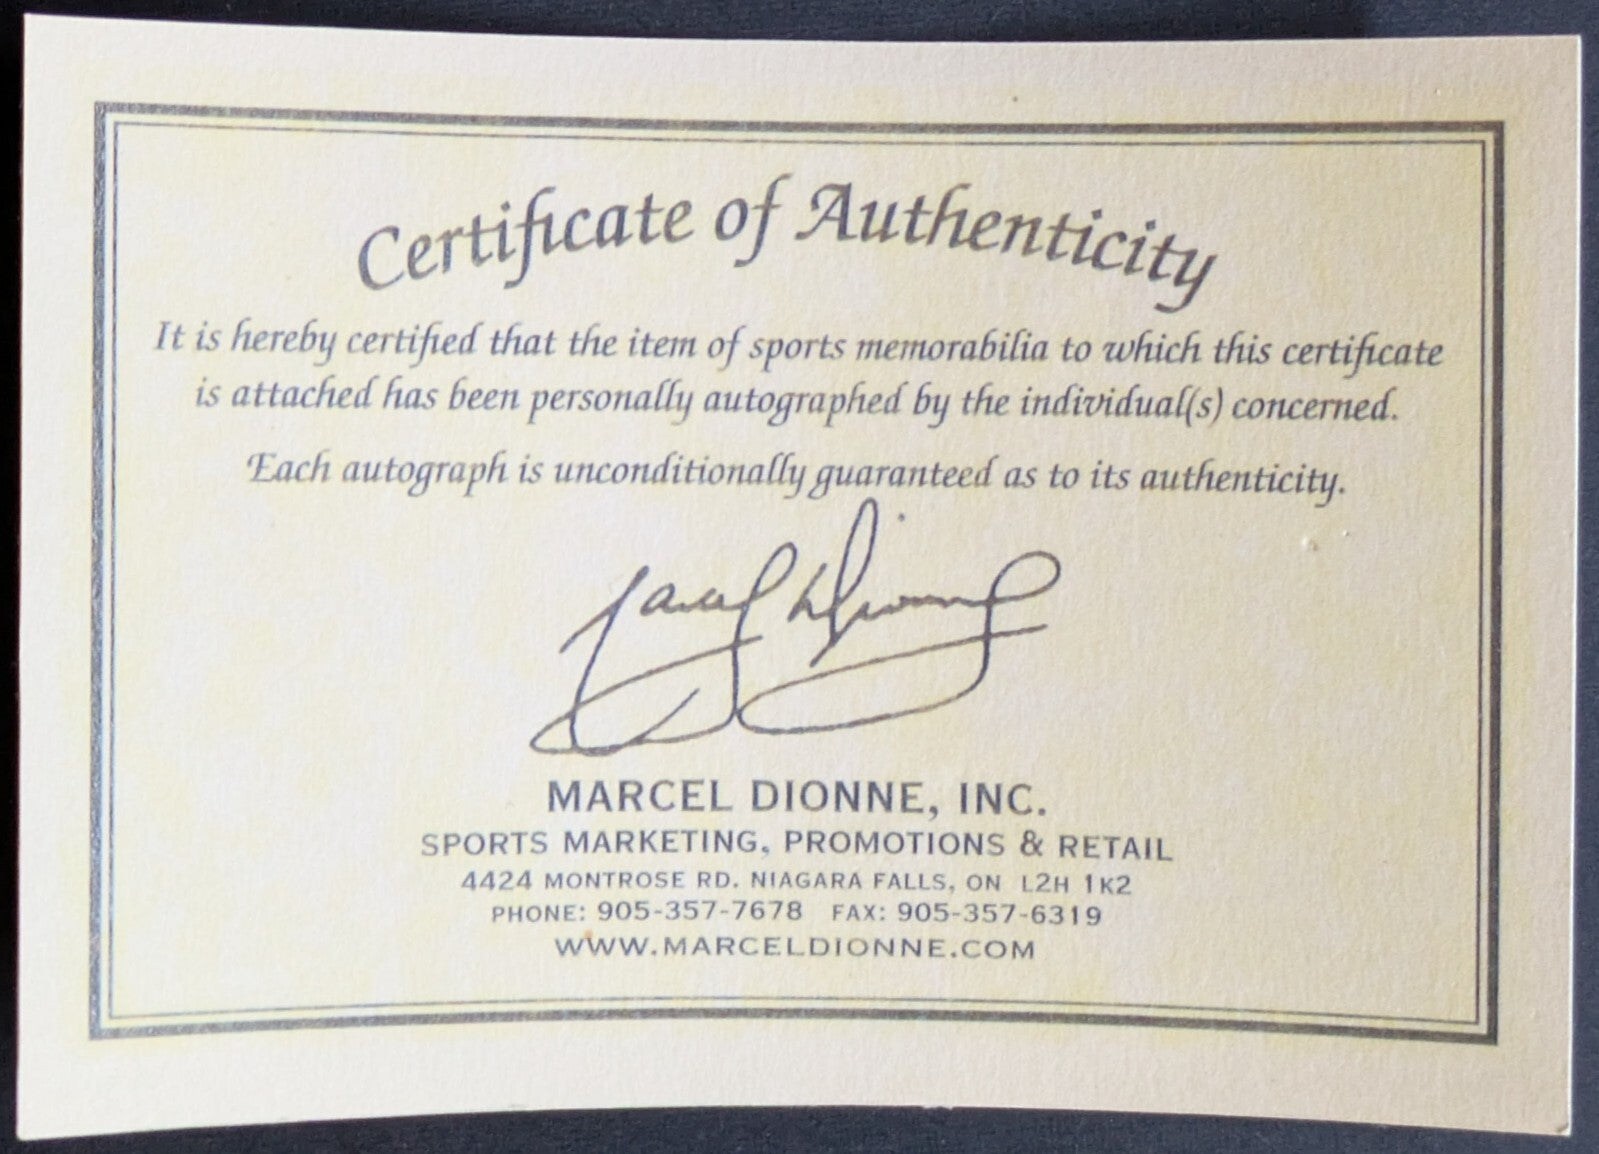 Certificate of Authenticity
It is hereby certified that the item of sports memorabilia to which this certificate
is attached has been personally autographed by the individual(s) concerned.
Each autograph is unconditionally guaranteed as to its authenticity.
Marcel Dionne
MARCEL DIONNE, INC.
SPORTS MARKETING, PROMOTIONS & RETAIL
4424 MONTROSE RD. NIAGARA FALLS, ON L2H 1K2
PHONE: 905-357-7678 FAX: 905-357-6319
WWW.MARCELDIONNE.COM